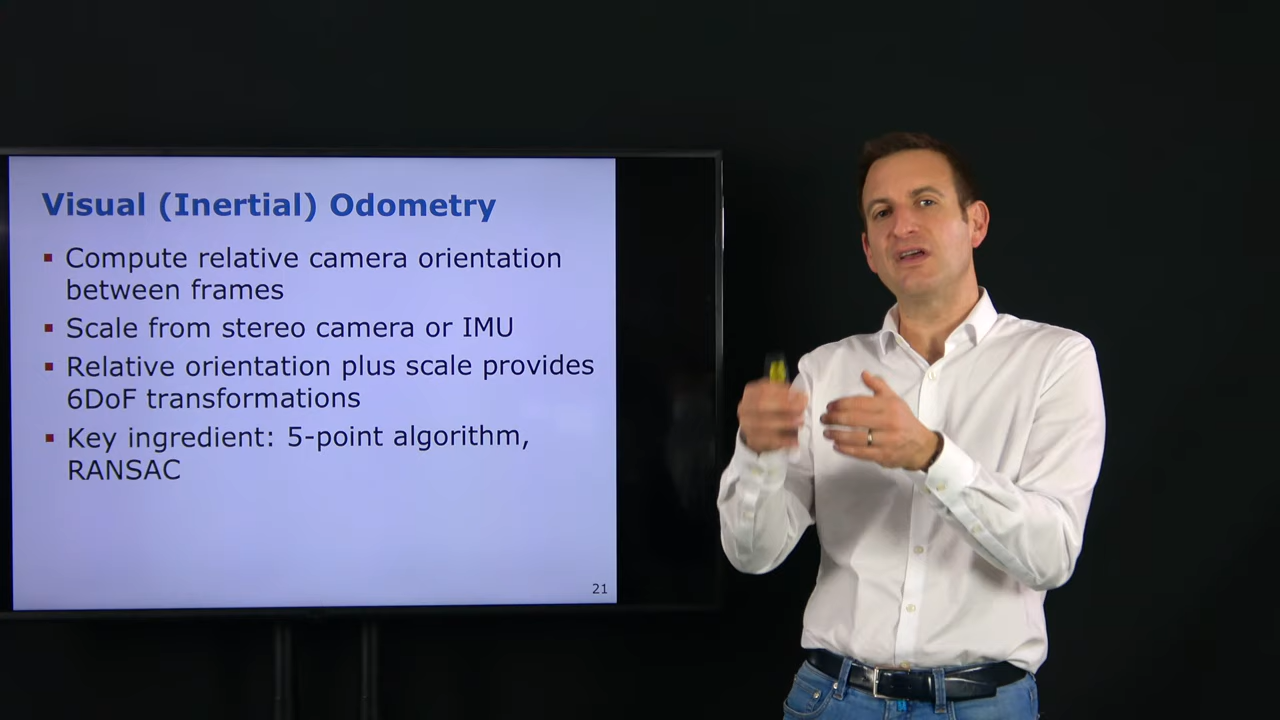 Visual (Inertial) Odometry
▪ Compute relative camera orientation
between frames
▪ Scale from stereo camera or IMU
▪ Relative orientation plus scale provides
6DoF transformations
▪ Key ingredient: 5-point algorithm,
RANSAC
21